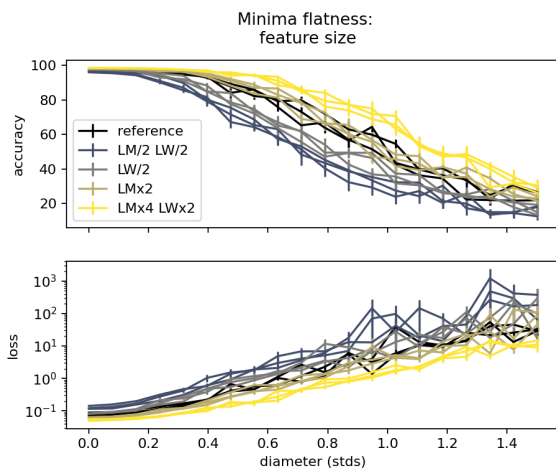 Minima flatness:
feature size
100
80
60
40
20
accuracy
reference
LM/2 LW/2
LW/2
LMx2
LMx4 LWx2
10³
10²
10¹
10⁰
10⁻¹
loss
0.0 0.2 0.4 0.6 0.8 1.0 1.2 1.4
diameter (stds)